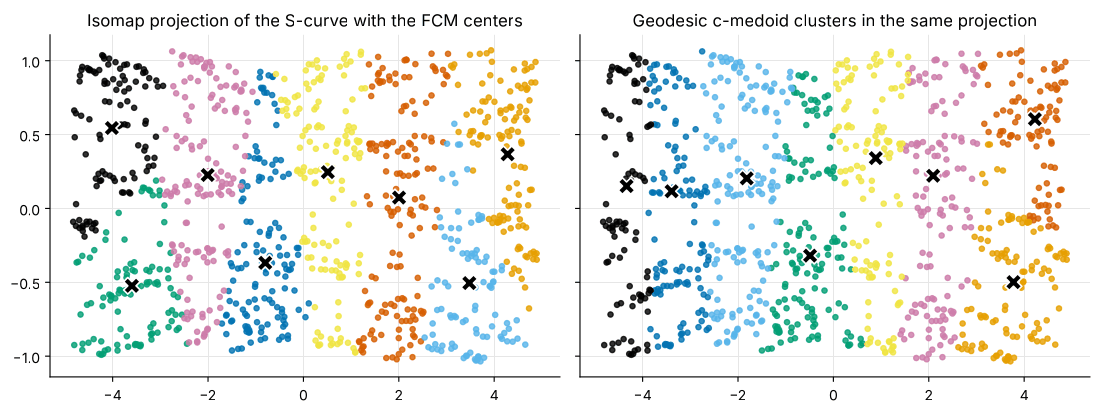 Isomap projection of the S-curve with the FCM centers
Geodesic c-medoid clusters in the same projection
1.0
0.5
0.0
−0.5
−1.0
−4 −2 0 2 4
−4 −2 0 2 4